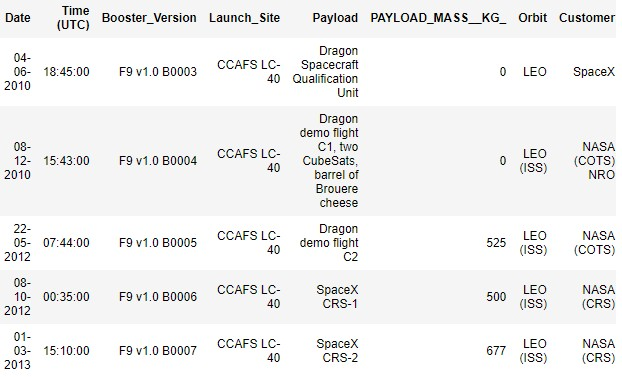 Date
Time
(UTC)
Booster_Version
Launch_Site
Payload
PAYLOAD_MASS__KG_
Orbit
Customer
04-
06-
2010
18:45:00
F9 v1.0 B0003
CCAFS LC-
40
Dragon
Spacecraft
Qualification
Unit
0
LEO
SpaceX
08-
12-
2010
15:43:00
F9 v1.0 B0004
CCAFS LC-
40
Dragon
demo flight
C1, two
CubeSats,
barrel of
Brouere
cheese
0
LEO
(ISS)
NASA
(COTS)
NRO
22-
05-
2012
07:44:00
F9 v1.0 B0005
CCAFS LC-
40
Dragon
demo flight
C2
525
LEO
(ISS)
NASA
(COTS)
08-
10-
2012
00:35:00
F9 v1.0 B0006
CCAFS LC-
40
SpaceX
CRS-1
500
LEO
(ISS)
NASA
(CRS)
01-
03-
2013
15:10:00
F9 v1.0 B0007
CCAFS LC-
40
SpaceX
CRS-2
677
LEO
(ISS)
NASA
(CRS)